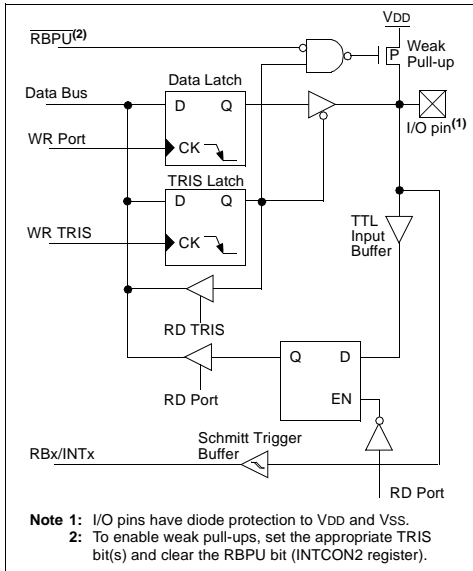 VDD
RBPU(2)
Weak
Pull-up
P
Data Latch
Data Bus
D Q
I/O pin(1)
WR Port
CK
TRIS Latch
D Q
TTL
Input
Buffer
WR TRIS
CK
RD TRIS
Q D
RD Port
EN
Schmitt Trigger
Buffer
RBx/INTx
RD Port
Note 1: I/O pins have diode protection to VDD and VSS.
2: To enable weak pull-ups, set the appropriate TRIS
bit(s) and clear the RBPU bit (INTCON2 register).